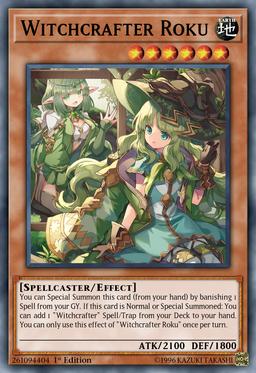 WITCHCRAFTER ROKU
EARTH
地
[SPELLCASTER/EFFECT]
You can Special Summon this card (from your hand) by banishing 1
Spell from your GY. If this card is Normal or Special Summoned: You
can add 1 "Witchcrafter" Spell/Trap from your Deck to your hand.
You can only use this effect of "Witchcrafter Roku" once per turn.
ATK/2100 DEF/1800
261094404 1st Edition
©1996 KAZUKI TAKASHI